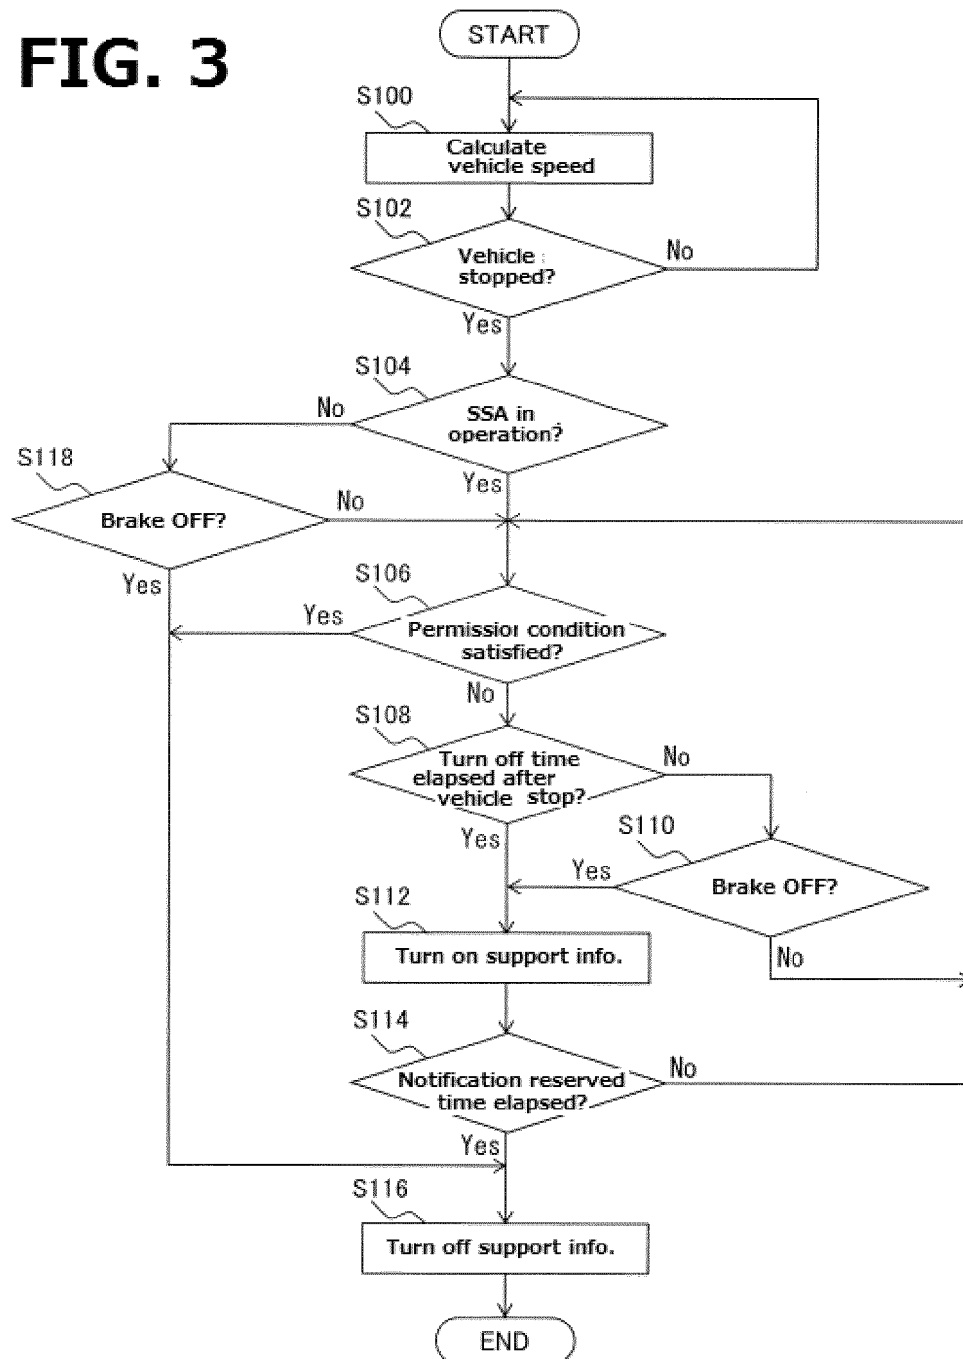 FIG. 3
START
S100
Calculate
vehicle speed
S102
Vehicle
stopped?
No
Yes
S104
SSA in
operation?
No
Yes
S118
Brake OFF?
No
Yes
S106
Permission condition
satisfied?
Yes
No
S108
Turn off time
elapsed after
vehicle stop?
No
Yes
S110
Brake OFF?
Yes
No
S112
Turn on support info.
S114
Notification reserved
time elapsed?
No
Yes
S116
Turn off support info.
END